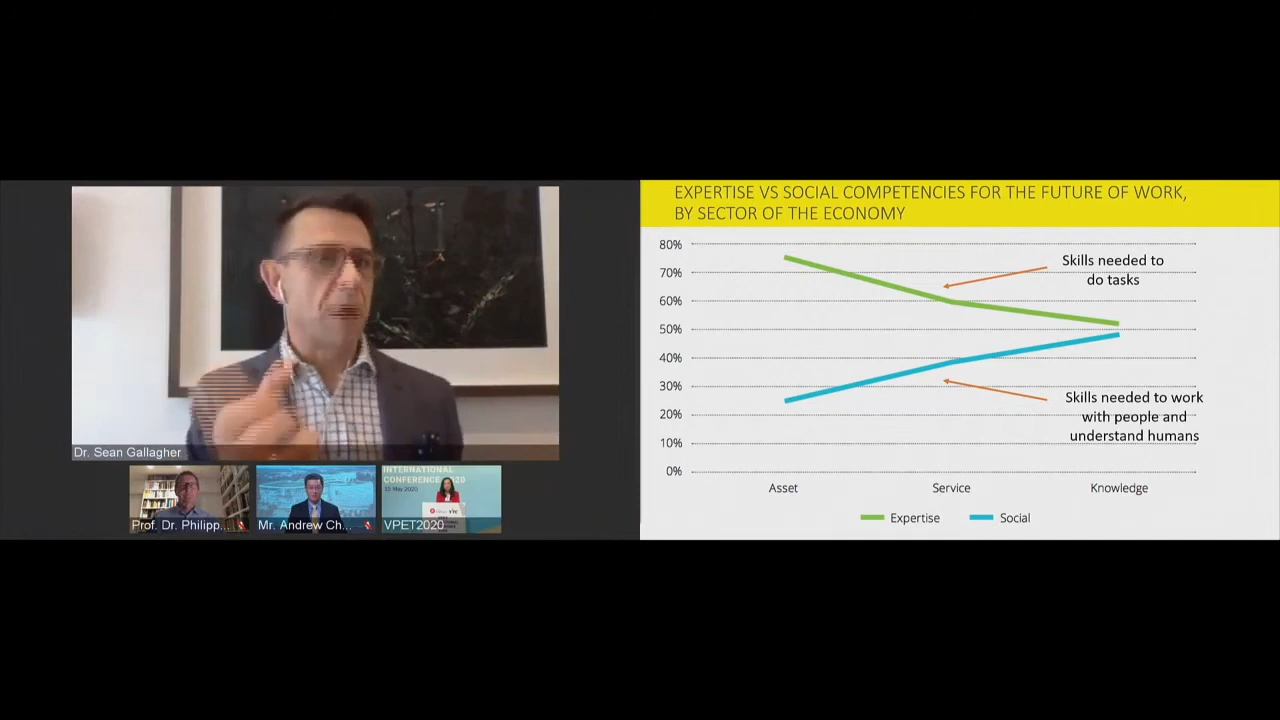 Dr. Sean Gallagher
INTERNATIONAL
CONFERENCE 2020
Prof. Dr. Philipp...
Mr. Andrew Ch...
VPET2020
EXPERTISE VS SOCIAL COMPETENCIES FOR THE FUTURE OF WORK,
BY SECTOR OF THE ECONOMY
80%
70%
60%
50%
40%
30%
20%
10%
0%
Skills needed to
do tasks
Skills needed to work
with people and
understand humans
Asset
Service
Knowledge
Expertise
Social